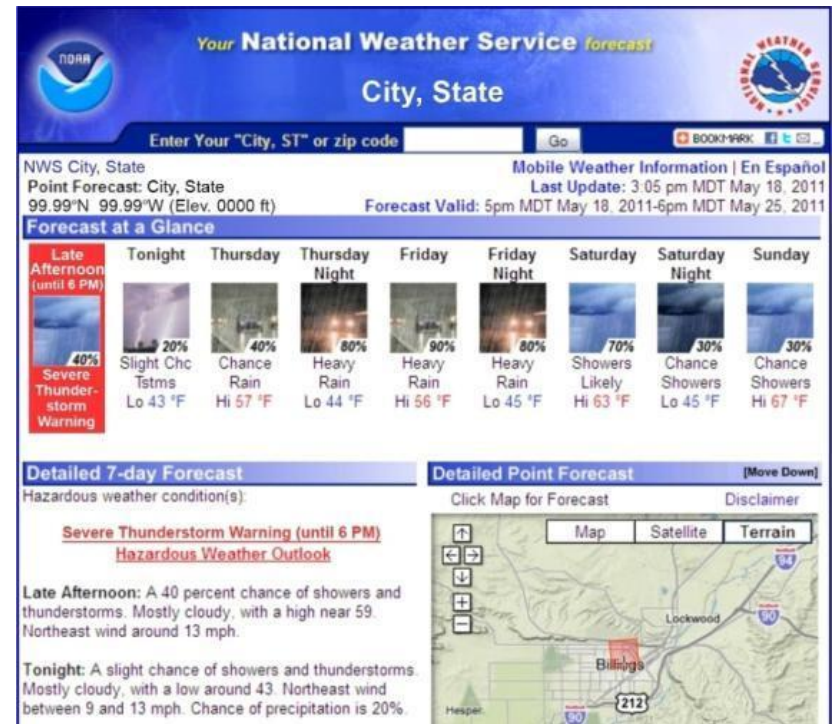 NOAA
Your National Weather Service forecast
NATIONAL WEATHER SERVICE
City, State
Enter Your "City, ST" or zip code
Go
BOOKMARK
NWS City, State
Mobile Weather Information | En Español
Point Forecast: City, State
Last Update: 3:05 pm MDT May 18, 2011
99.99°N 99.99°W (Elev. 0000 ft)
Forecast Valid: 5pm MDT May 18, 2011-6pm MDT May 25, 2011
Forecast at a Glance
Late Afternoon (until 6 PM)
40%
Severe Thunder-storm Warning
Tonight
20%
Slight Chc Tstms
Lo 43 °F
Thursday
40%
Chance Rain
Hi 57 °F
Thursday Night
80%
Heavy Rain
Lo 44 °F
Friday
90%
Heavy Rain
Hi 56 °F
Friday Night
80%
Heavy Rain
Lo 45 °F
Saturday
70%
Showers Likely
Hi 63 °F
Saturday Night
30%
Chance Showers
Lo 45 °F
Sunday
30%
Chance Showers
Hi 67 °F
Detailed 7-day Forecast
Hazardous weather condition(s):
Severe Thunderstorm Warning (until 6 PM)
Hazardous Weather Outlook
Late Afternoon: A 40 percent chance of showers and
thunderstorms. Mostly cloudy, with a high near 59.
Northeast wind around 13 mph.
Tonight: A slight chance of showers and thunderstorms.
Mostly cloudy, with a low around 43. Northeast wind
between 9 and 13 mph. Chance of precipitation is 20%.
Detailed Point Forecast
[Move Down]
Click Map for Forecast
Disclaimer
Map
Satellite
Terrain
94
Lockwood
90
Billings
212
Hesper
90